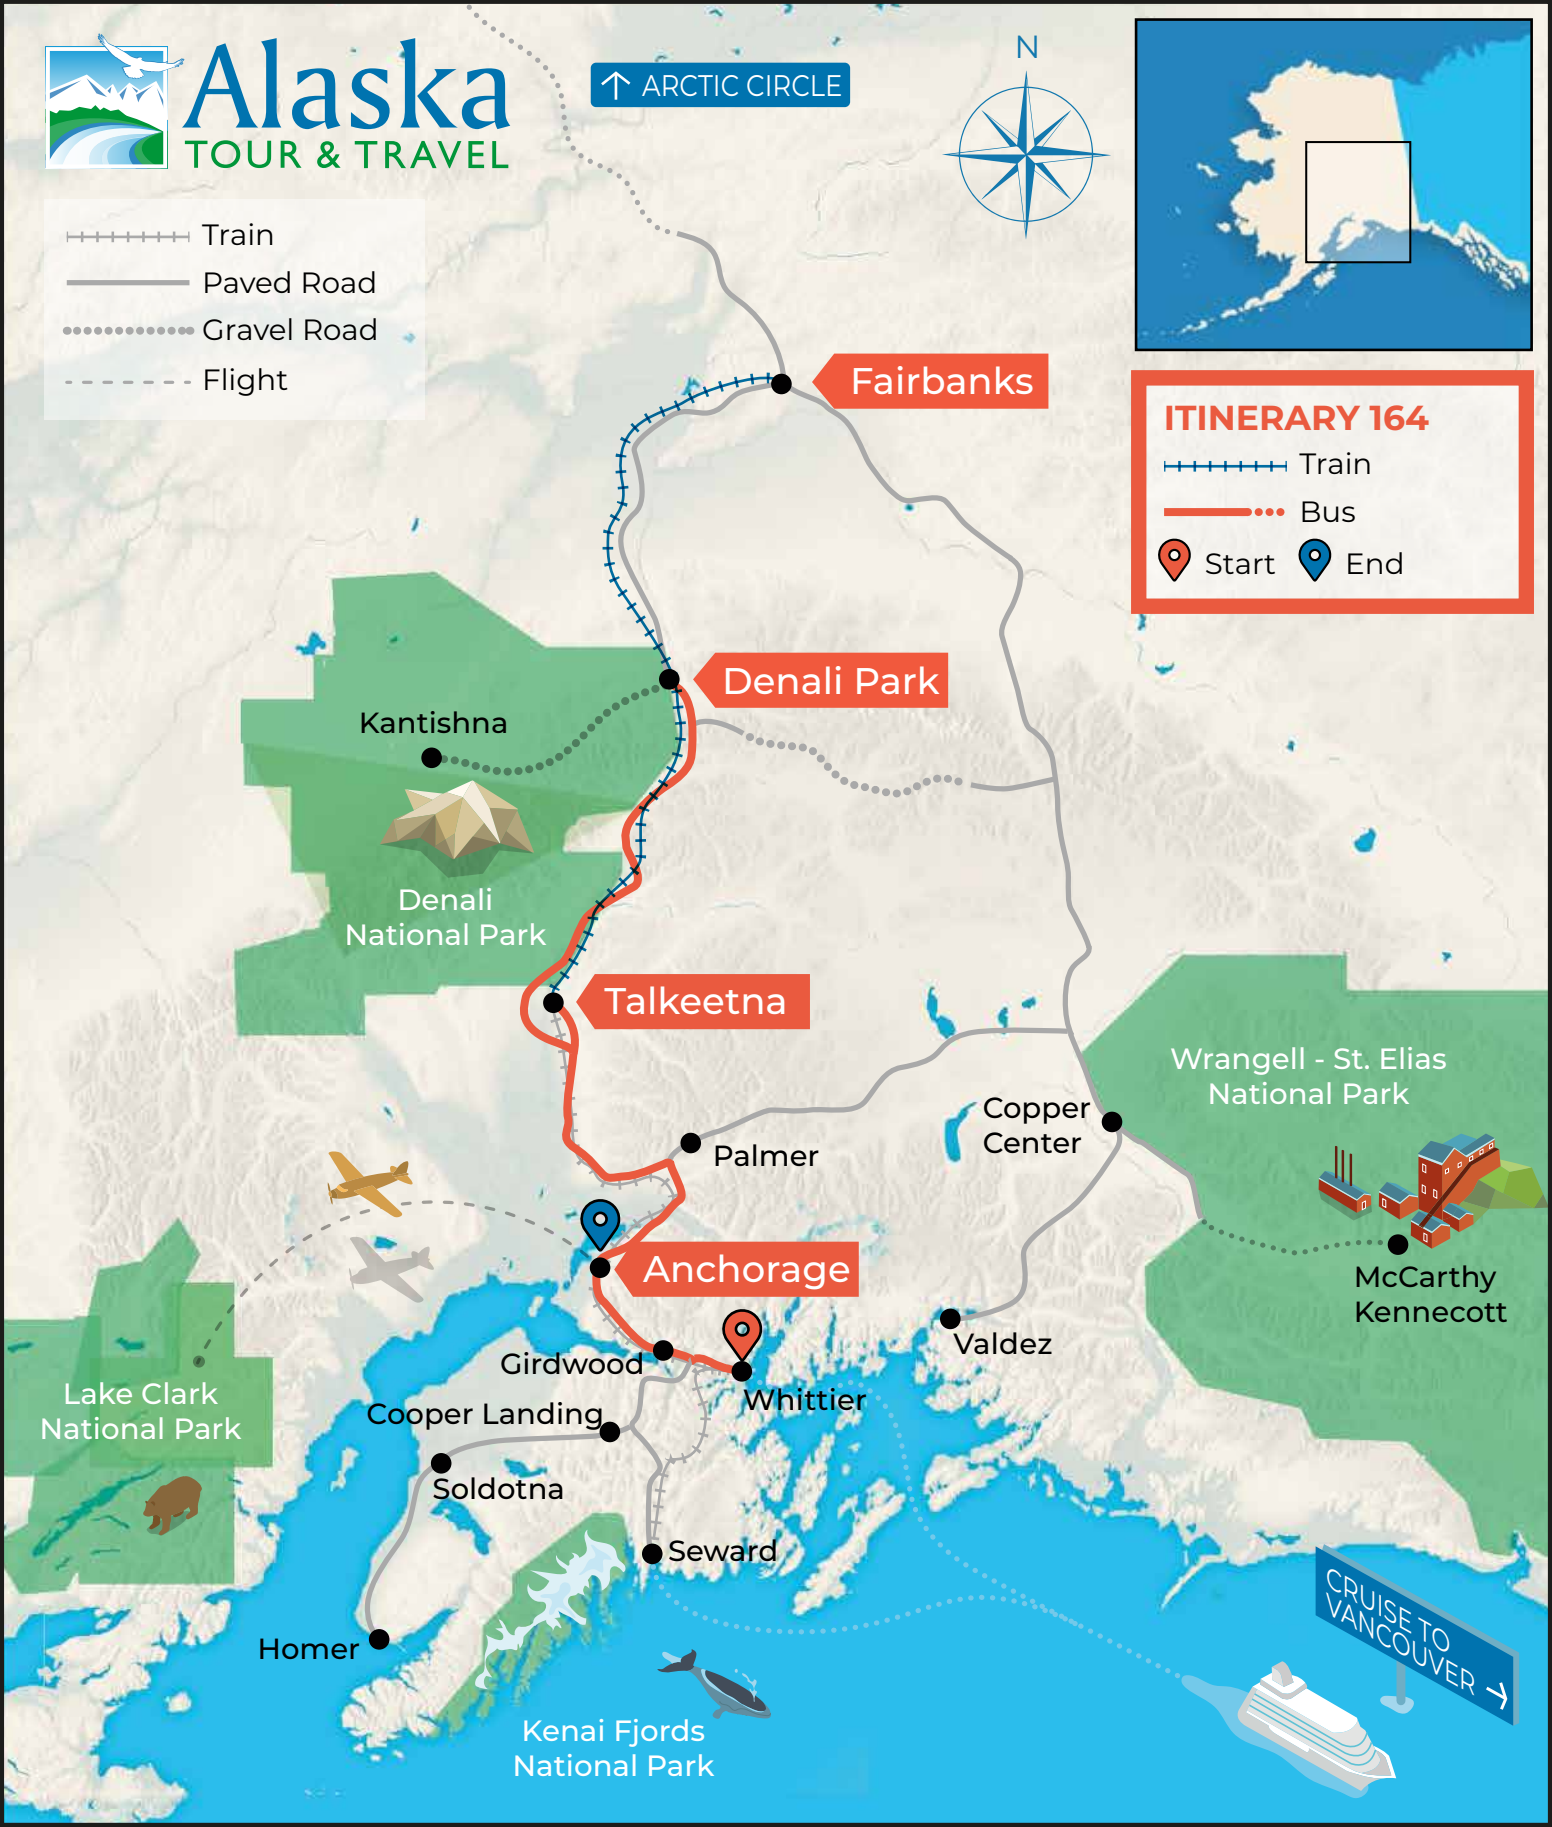 Alaska
TOUR & TRAVEL
↑ ARCTIC CIRCLE
N
Train
Paved Road
Gravel Road
Flight
Fairbanks
ITINERARY 164
Train
Bus
Start
End
Denali Park
Kantishna
Denali
National Park
Talkeetna
Wrangell - St. Elias
National Park
Copper
Center
Palmer
Anchorage
McCarthy
Kennecott
Valdez
Girdwood
Whittier
Lake Clark
National Park
Cooper Landing
Soldotna
Seward
Homer
CRUISE TO
VANCOUVER →
Kenai Fjords
National Park